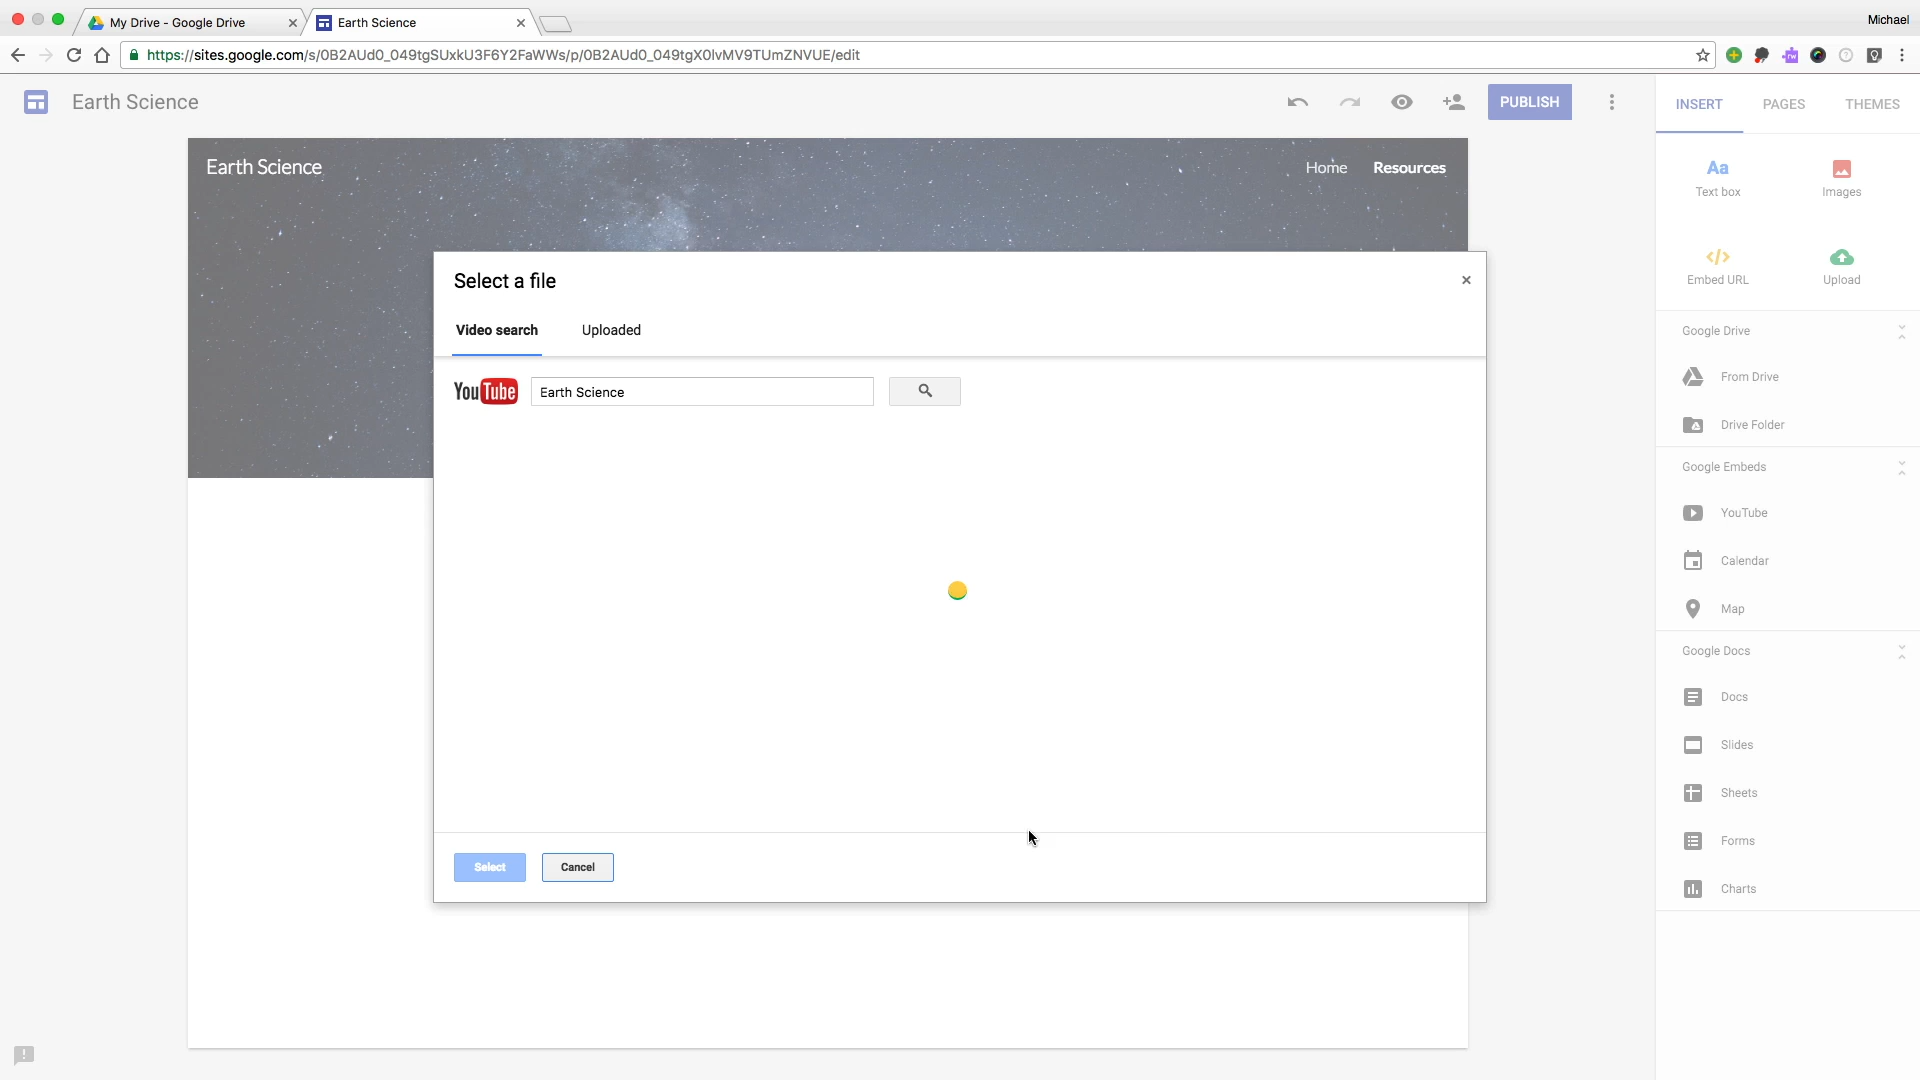 My Drive - Google Drive
Earth Science
Michael
https://sites.google.com/s/0B2AUd0_049tgSUxkU3F6Y2FaWWs/p/0B2AUd0_049tgX0lvMV9TUmZNVUE/edit
Earth Science
PUBLISH
INSERT
PAGES
THEMES
Earth Science
Home
Resources
Aa
Text box
Images
Embed URL
Upload
Select a file
Video search
Uploaded
YouTube
Earth Science
Select
Cancel
Google Drive
From Drive
Drive Folder
Google Embeds
YouTube
Calendar
Map
Google Docs
Docs
Slides
Sheets
Forms
Charts